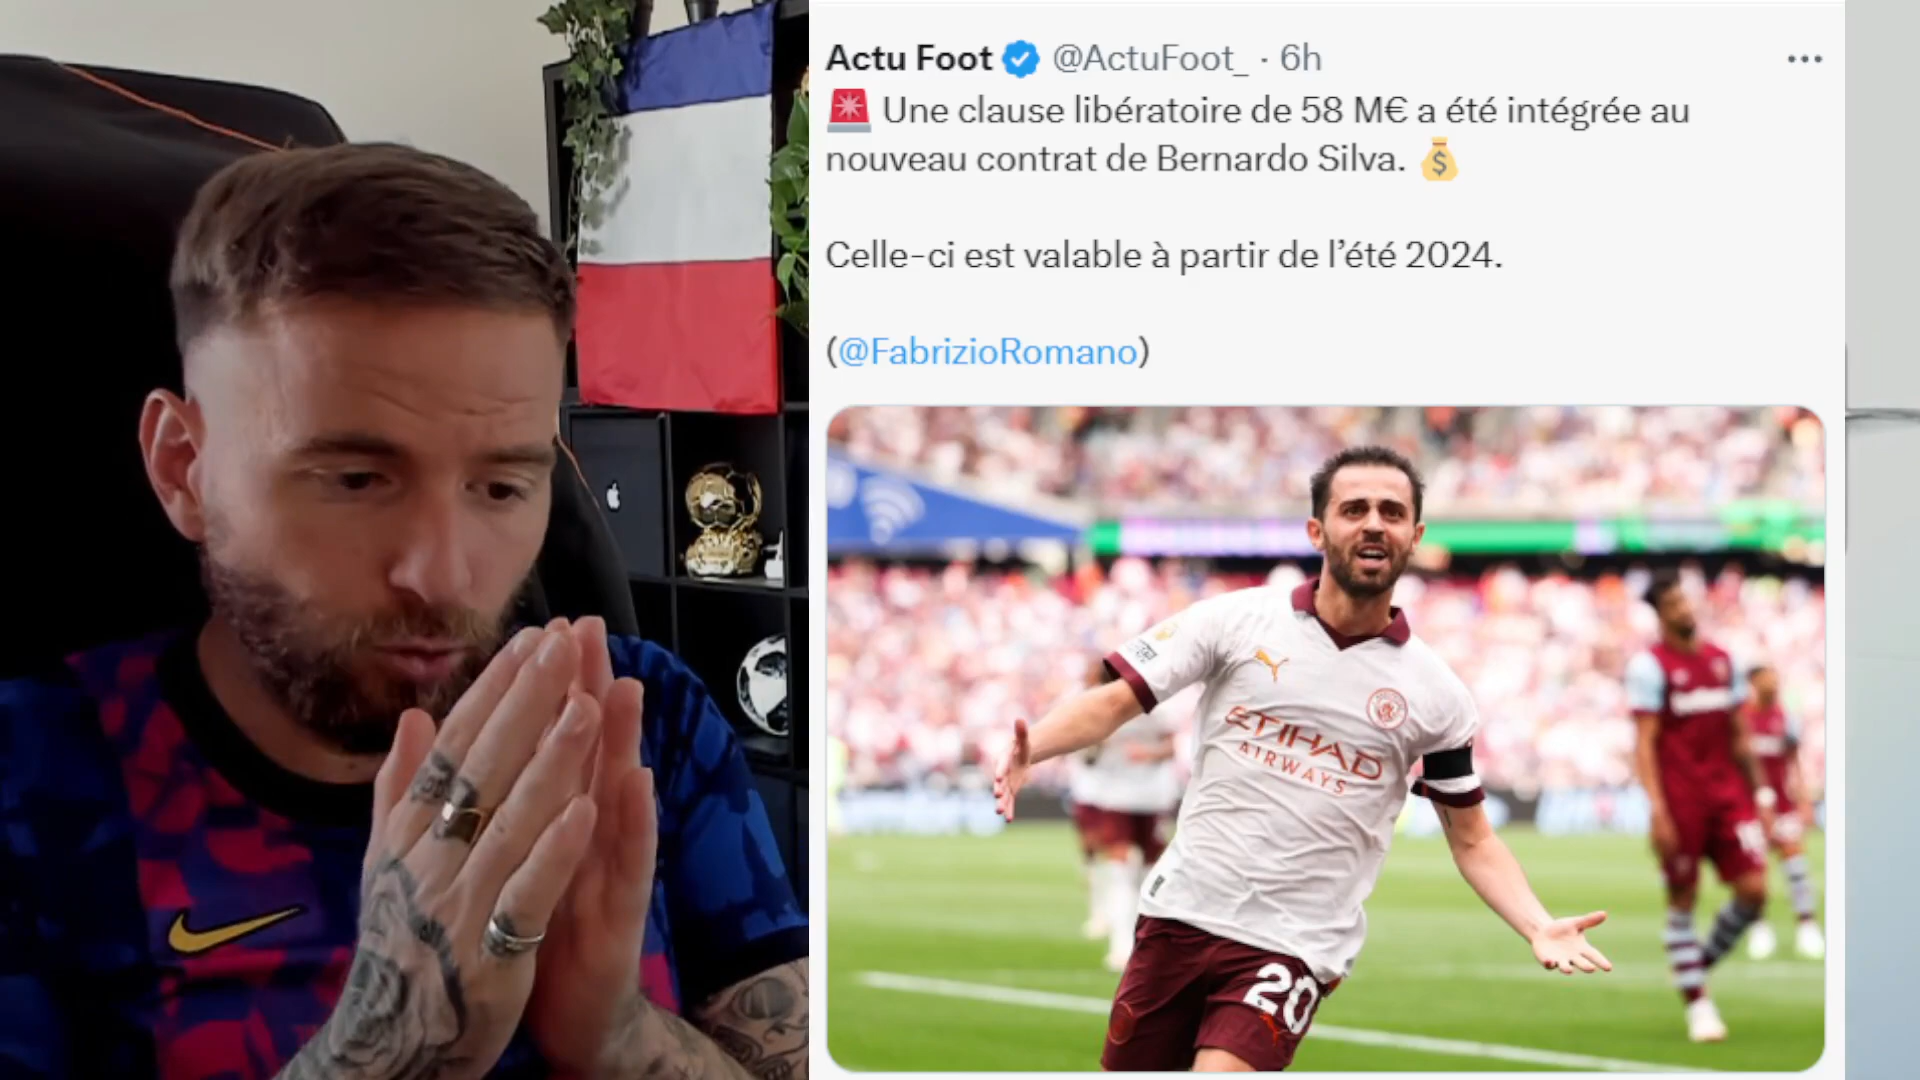 Actu Foot @ActuFoot_ · 6h
🚨 Une clause libératoire de 58 M€ a été intégrée au
nouveau contrat de Bernardo Silva. 💰
Celle-ci est valable à partir de l’été 2024.
(@FabrizioRomano)
ETIHAD
AIRWAYS
20